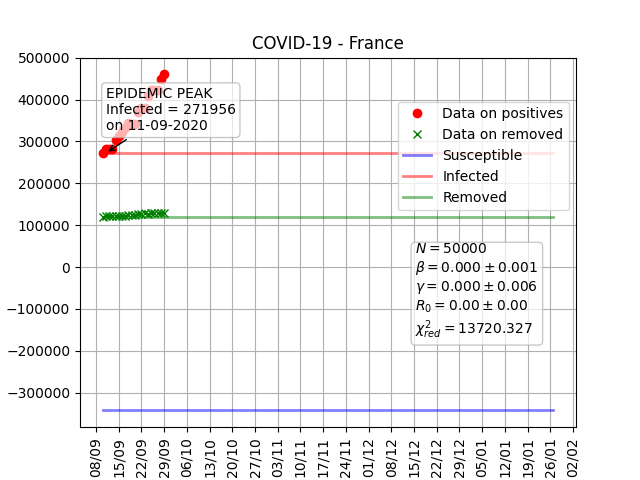 COVID-19 - France
500000
400000
300000
200000
100000
0
−100000
−200000
−300000
EPIDEMIC PEAK
Infected = 271956
on 11-09-2020
Data on positives
Data on removed
Susceptible
Infected
Removed
N = 50000
β = 0.000 ± 0.001
γ = 0.000 ± 0.006
R₀ = 0.00 ± 0.00
χ²_red = 13720.327
08/09
15/09
22/09
29/09
06/10
13/10
20/10
27/10
03/11
10/11
17/11
24/11
01/12
08/12
15/12
22/12
29/12
05/01
12/01
19/01
26/01
02/02